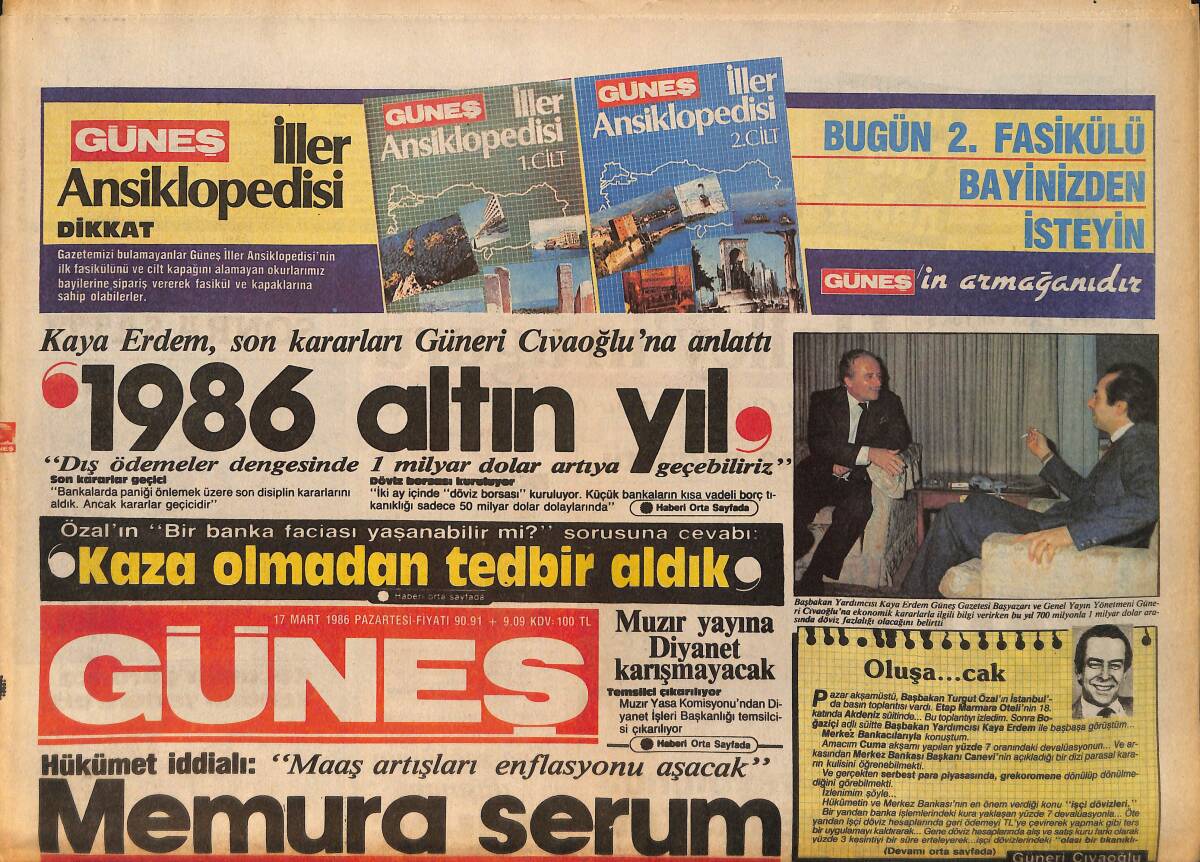 GÜNEŞ İller
Ansiklopedisi
DİKKAT
Gazetemizi bulamayanlar Güneş İller Ansiklopedisi'nin
ilk fasikülünü ve cilt kapağını alamayan okurlarımız
bayilerine sipariş vererek fasikül ve kapaklarına
sahip olabilirler.
GÜNEŞ İller
Ansiklopedisi
1.CİLT
GÜNEŞ İller
Ansiklopedisi
2.CİLT
BUGÜN 2. FASİKÜLÜ
BAYİNİZDEN
İSTEYİN
GÜNEŞ'in armağanıdır
Kaya Erdem, son kararları Güneri Cıvaoğlu'na anlattı
'1986 altın yıl'
"Dış ödemeler dengesinde 1 milyar dolar artıya geçebiliriz"
Son kararlar geçici
"Bankalarda paniği önlemek üzere son disiplin kararlarını
aldık. Ancak kararlar geçicidir"
Döviz borsası kuruluyor
"İki ay içinde "döviz borsası" kuruluyor. Küçük bankaların kısa vadeli borç tı-
kanıklığı sadece 50 milyar dolar dolaylarında"
Haberi Orta Sayfada
Başbakan Yardımcısı Kaya Erdem Güneş Gazetesi Başyazarı ve Genel Yayın Yönetmeni Güne-
ri Cıvaoğlu'na ekonomik kararlarla ilgili bilgi verirken bu yıl 700 milyonla 1 milyar dolar ara-
sında döviz fazlalığı olacağını belirtti
Özal'ın "Bir banka faciası yaşanabilir mi?" sorusuna cevabı:
'Kaza olmadan tedbir aldık'
Haberi orta sayfada
17 MART 1986 PAZARTESİ-FİYATI 90.91 + 9.09 KDV: 100 TL
GÜNEŞ
Muzır yayına
Diyanet
karışmayacak
Temsilci çıkarılıyor
Muzır Yasa Komisyonu'ndan Di-
yanet İşleri Başkanlığı temsilci-
si çıkarılıyor
Haberi Orta Sayfada
Hükümet iddialı: "Maaş artışları enflasyonu aşacak"
Memura serum
Oluşa...cak
Pazar akşamüstü, Başbakan Turgut Özal'ın İstanbul'-
da basın toplantısı vardı. Etap Marmara Oteli'nin 18.
katında Akdeniz süitinde... Bu toplantıyı izledim. Sonra Bo-
ğaziçi adlı süitte Başbakan Yardımcısı Kaya Erdem ile başbaşa görüştüm...
Merkez Bankacılarıyla konuştum.
Amacım Cuma akşamı yapılan yüzde 7 oranındaki devalüasyonun... Ve ar-
kasından Merkez Bankası Başkanı Canevi'nin açıkladığı bir dizi parasal kara-
rın kulisini öğrenebilmekti.
Ve gerçekten serbest para piyasasında, grekoromene dönülüp dönülme-
diğini görebilmekti.
İzlenimim şöyle...
Hükümetin ve Merkez Bankası'nın en önem verdiği konu "işçi dövizleri."
Bir yandan banka işlemlerindeki kura yaklaşan yüzde 7 devalüasyonla... Öte
yandan işçi döviz hesaplarında geri ödemeyi TL'ye çevirerek yapmak gibi ters
bir uygulamayı kaldırarak... Gene döviz hesaplarında alış ve satış kuru farkı olarak
yüzde 3 kesintiyi bir süre erteleyerek...işçi dövizlerindeki "olası bir tıkanıklı-
(Devamı orta sayfada)
Güneri Cıvaoğlu